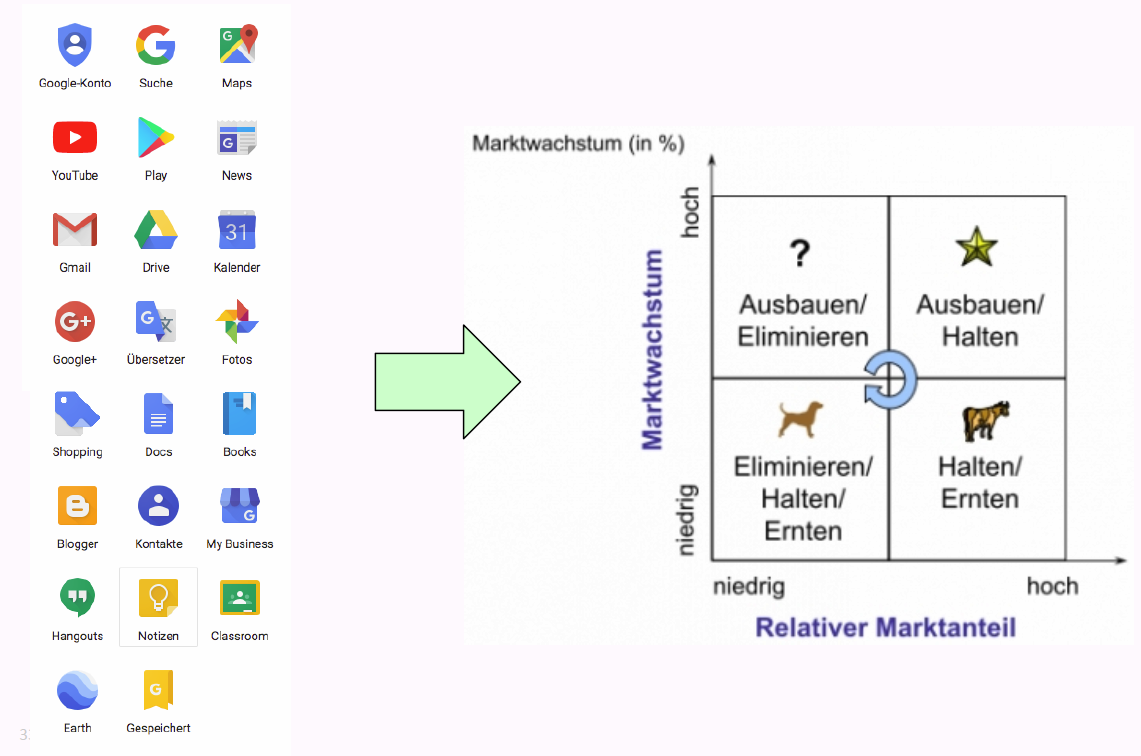 Google-Konto Suche Maps
YouTube Play News
Gmail 31 Drive Kalender
G+
Google+ Übersetzer Fotos
Shopping Docs Books
Blogger Kontakte My Business
Hangouts Notizen Classroom
Earth Gespeichert
Marktwachstum (in %)
hoch
Marktwachstum
niedrig
?
Ausbauen/
Eliminieren
Ausbauen/
Halten
Eliminieren/
Halten/
Ernten
Halten/
Ernten
niedrig hoch
Relativer Marktanteil